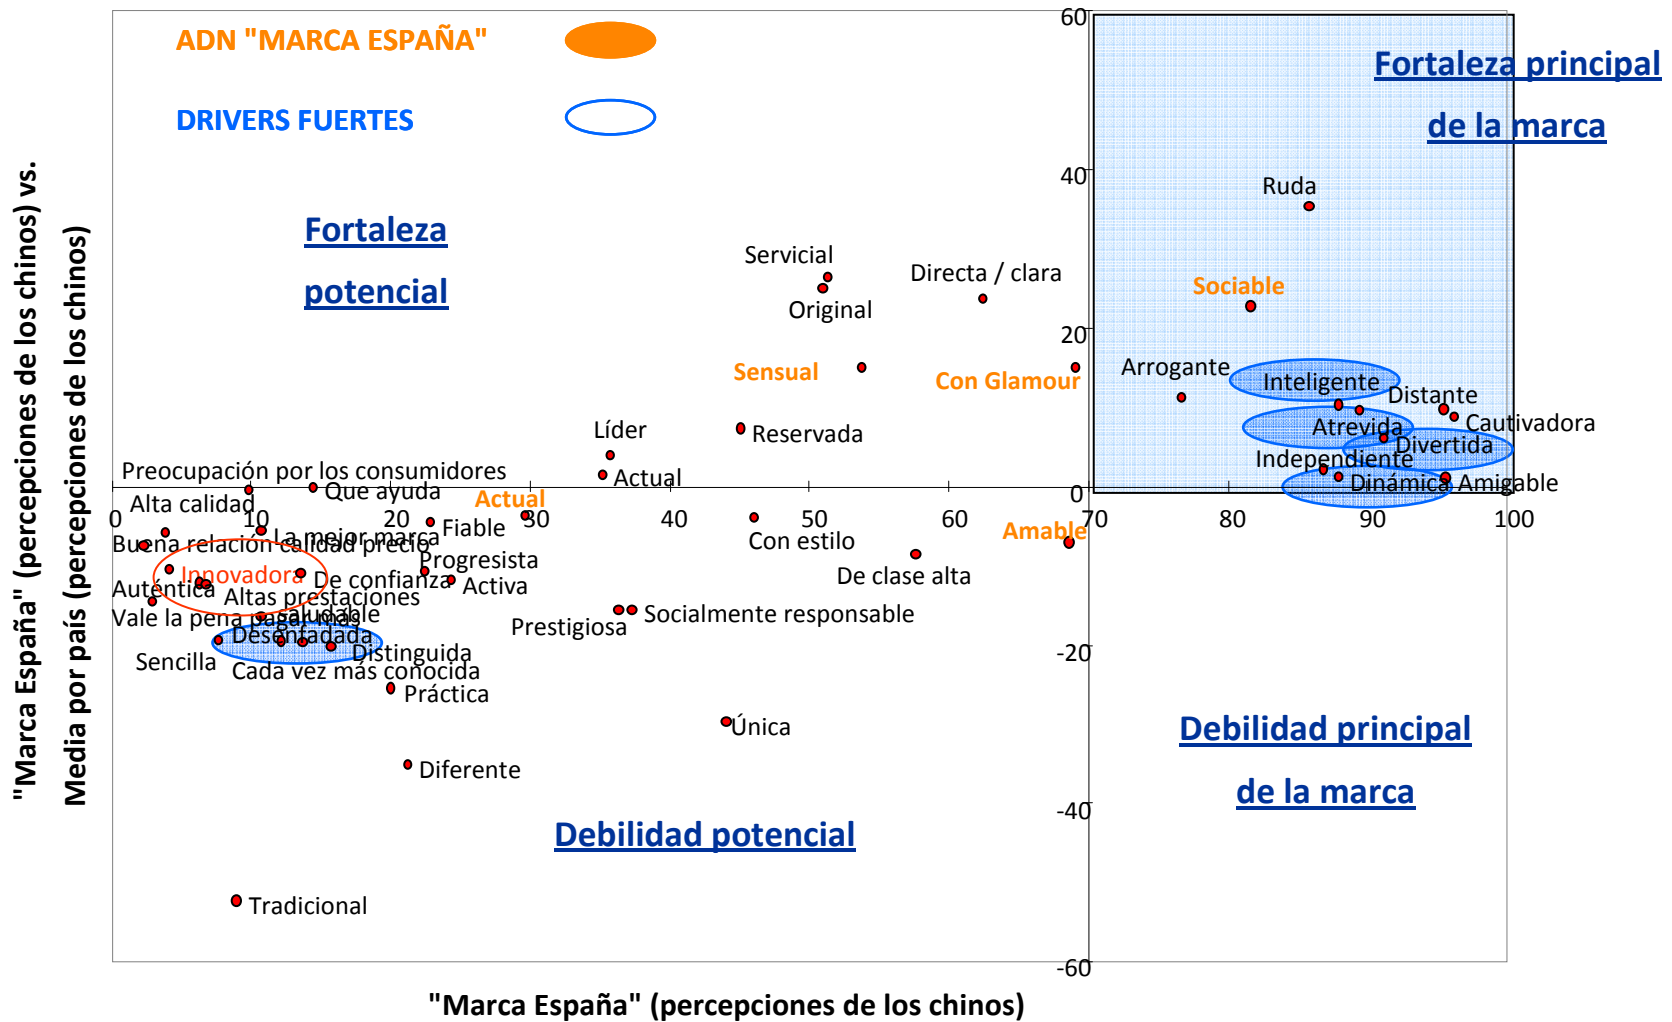 60
ADN "MARCA ESPAÑA"
Fortaleza principal
de la marca
DRIVERS FUERTES
40
Ruda
Fortaleza
potencial
Servicial
Directa / clara
Original
Sociable
20
Sensual
Con Glamour
Arrogante
Inteligente
Distante
Cautivadora
Atrevida
Divertida
Líder
Reservada
Independiente
Actual
Dinámica
Amigable
Preocupación por los consumidores
Que ayuda
Actual
Alta calidad
0
0
10
20
30
40
50
60
70
80
90
100
La mejor marca
Fiable
Con estilo
Amable
Buena relación calidad precio
Progresista
De clase alta
Innovadora
De confianza
Activa
Auténtica
Altas prestaciones
Vale la pena pagar más
saludable
Prestigiosa
Socialmente responsable
Desenfadada
Distinguida
Sencilla
Cada vez más conocida
-20
Práctica
Única
Diferente
Debilidad principal
de la marca
-40
Debilidad potencial
Tradicional
-60
"Marca España" (percepciones de los chinos) vs.
Media por país (percepciones de los chinos)
"Marca España" (percepciones de los chinos)